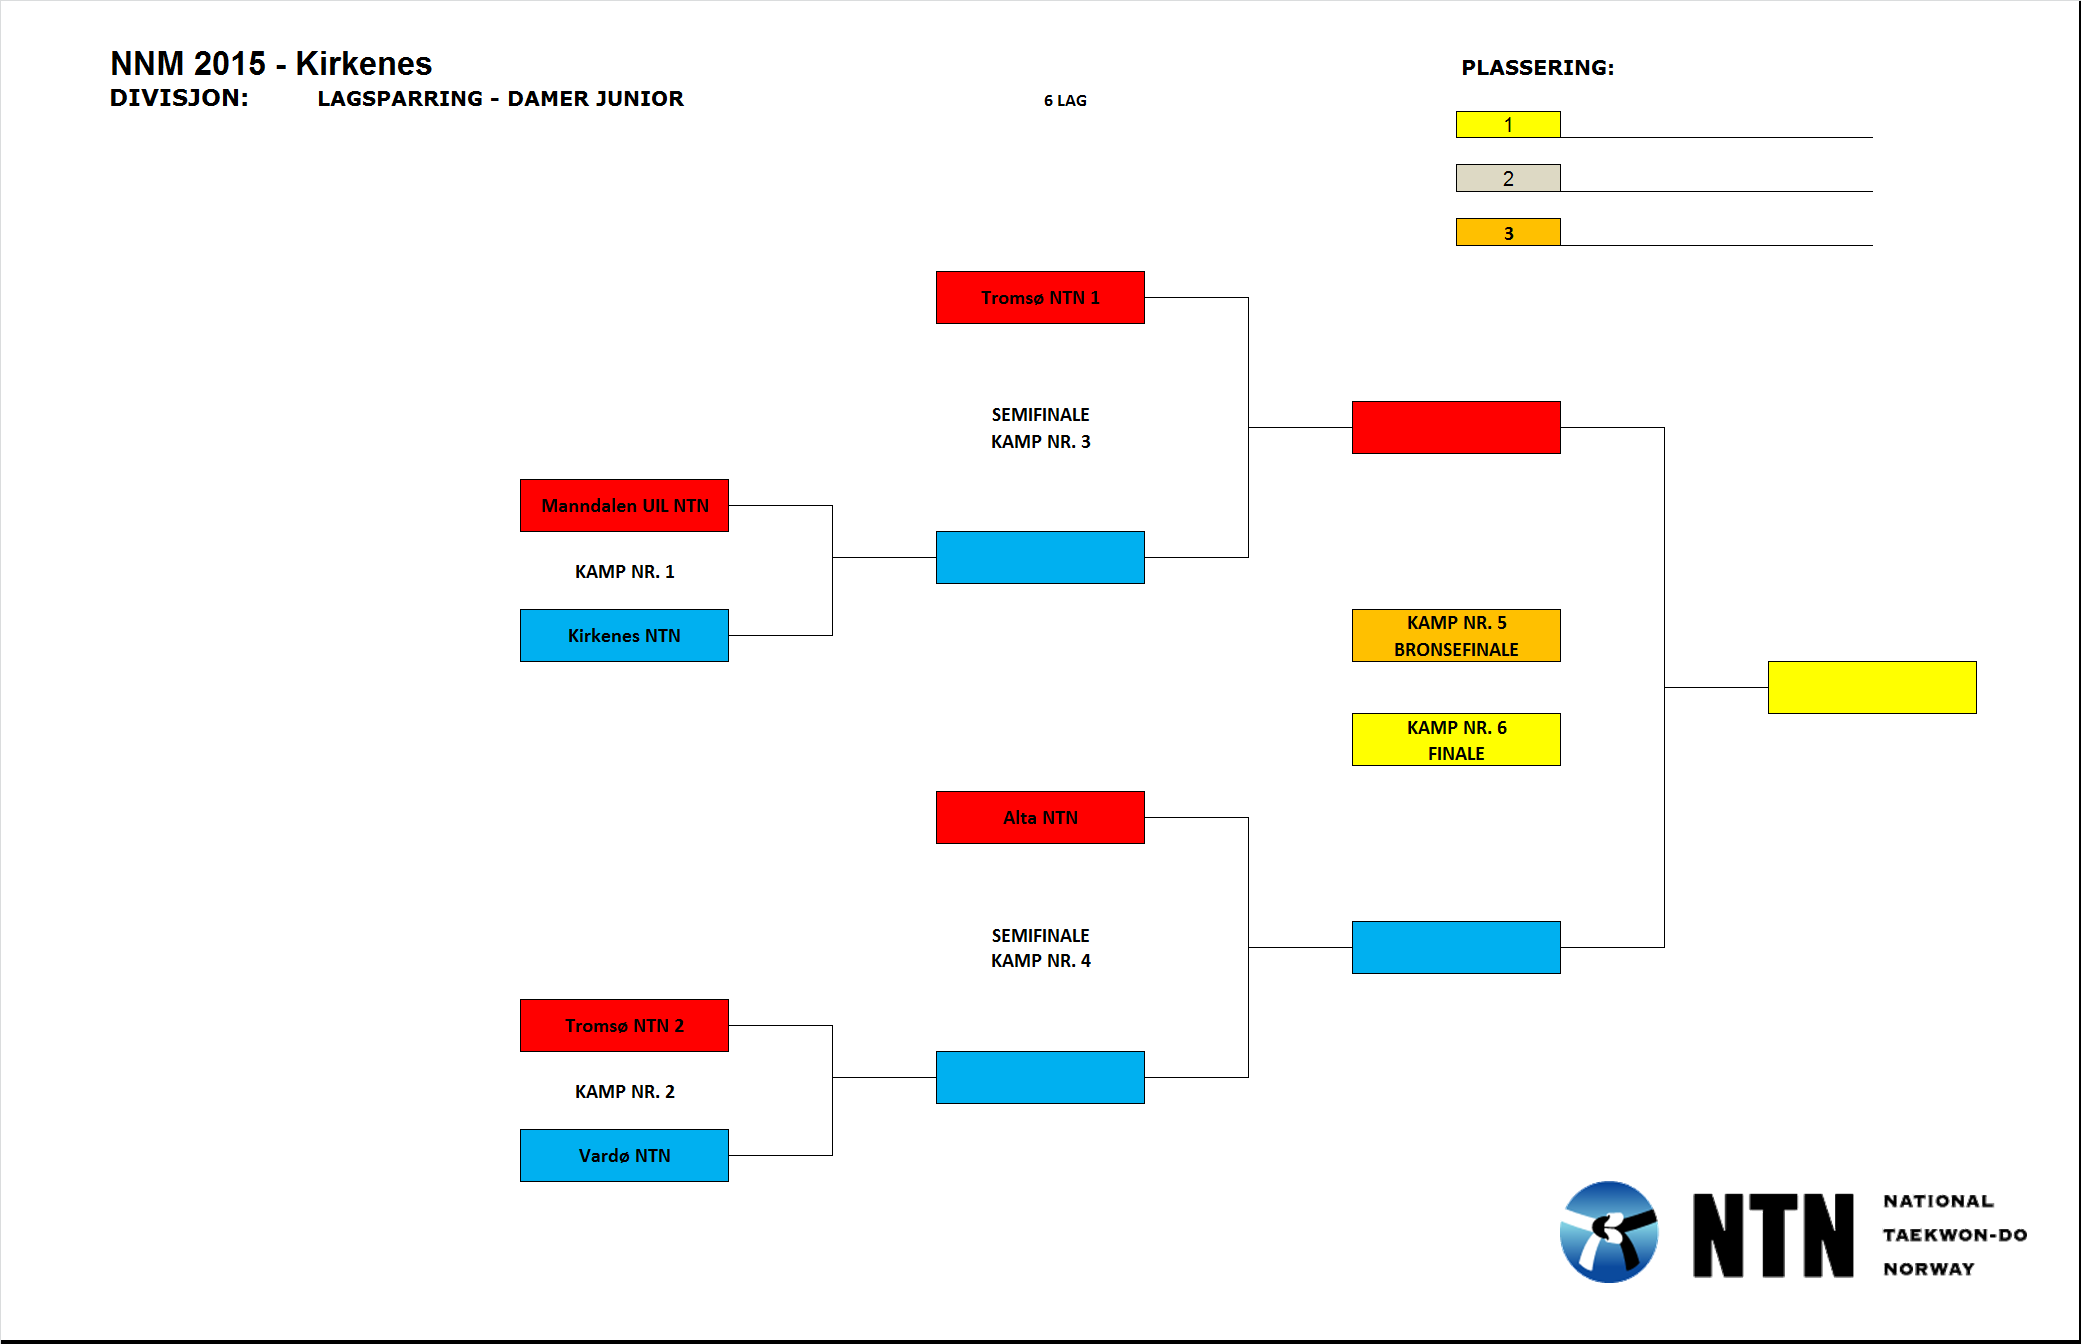 NNM 2015 - Kirkenes
DIVISJON: LAGSPARRING - DAMER JUNIOR 6 LAG
PLASSERING:
1
2
3
Tromsø NTN 1
SEMIFINALE
KAMP NR. 3
Manndalen UIL NTN
KAMP NR. 1
Kirkenes NTN
KAMP NR. 5
BRONSEFINALE
KAMP NR. 6
FINALE
Alta NTN
SEMIFINALE
KAMP NR. 4
Tromsø NTN 2
KAMP NR. 2
Vardø NTN
NTN
NATIONAL
TAEKWON-DO
NORWAY